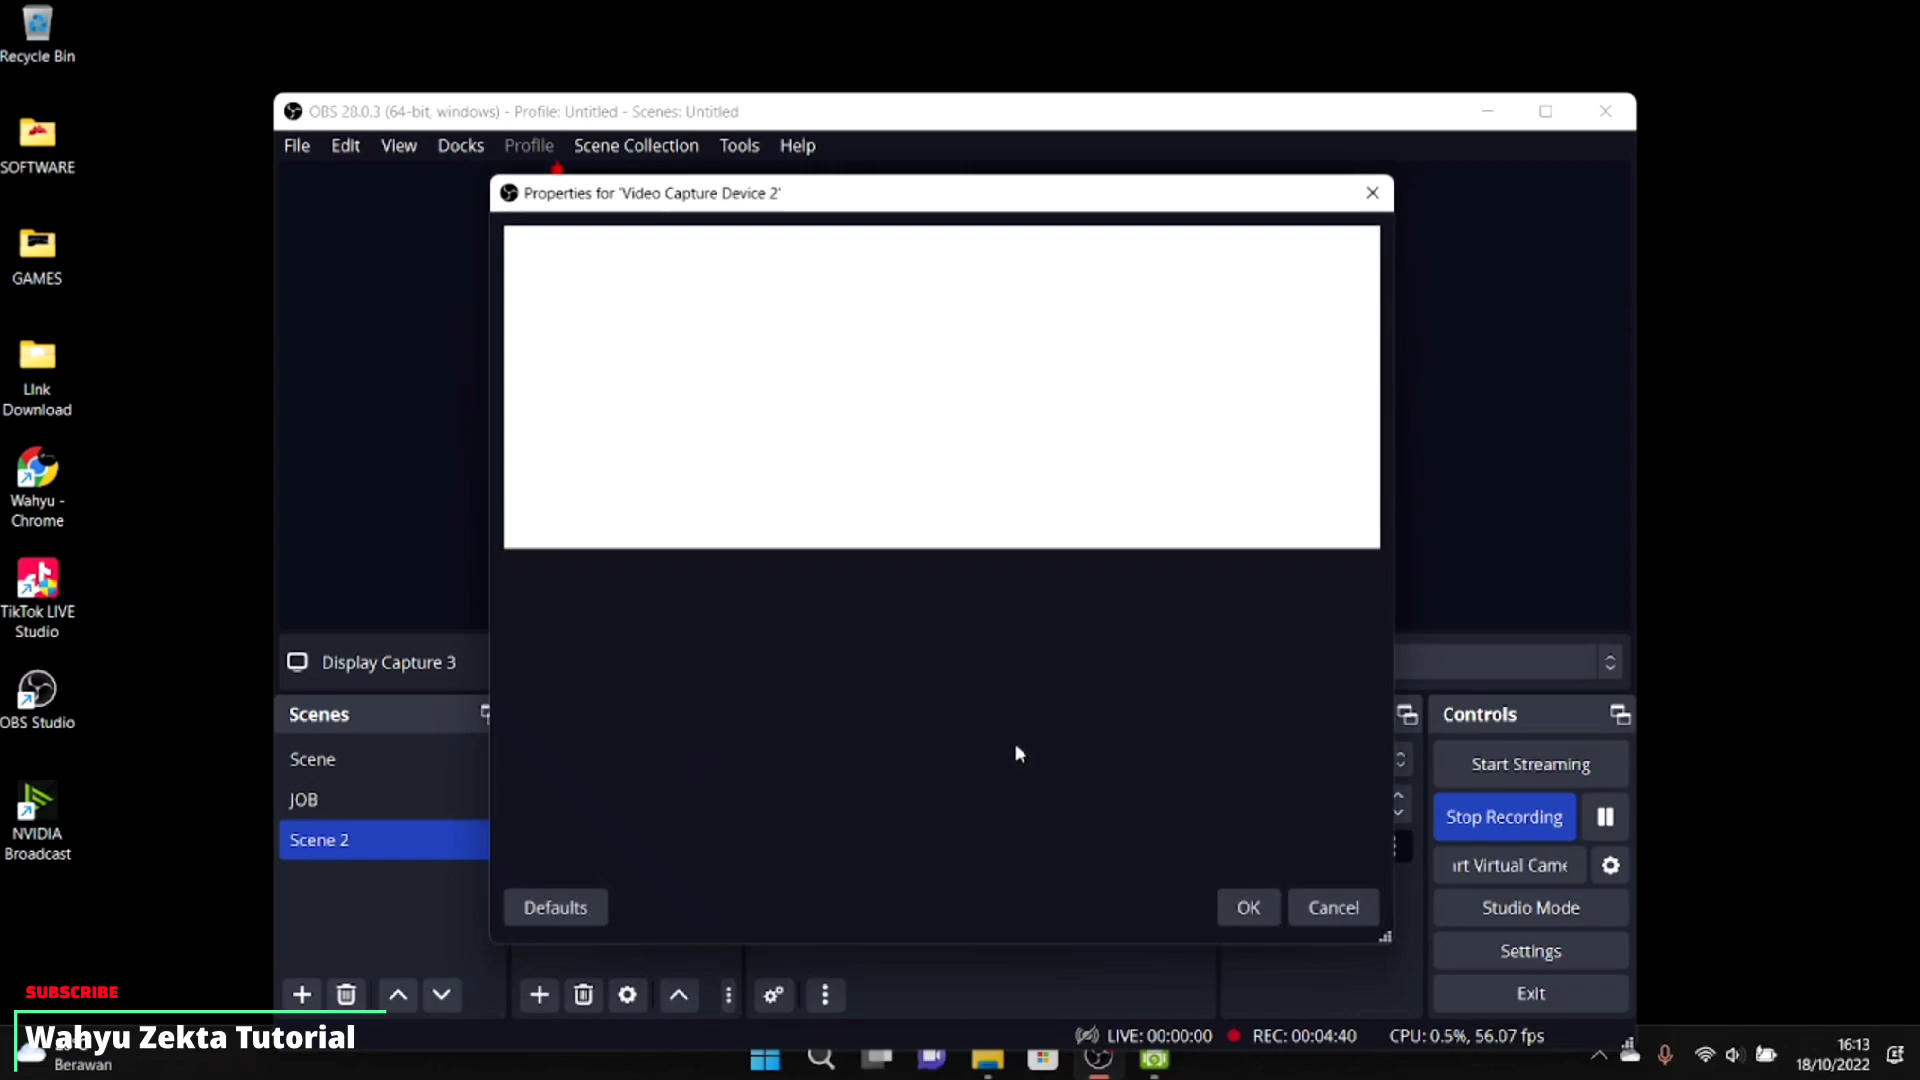 Recycle Bin
SOFTWARE
GAMES
LInk
Download
Wahyu -
Chrome
TikTok LIVE
Studio
OBS Studio
NVIDIA
Broadcast
OBS 28.0.3 (64-bit, windows) - Profile: Untitled - Scenes: Untitled
File Edit View Docks Profile Scene Collection Tools Help
Properties for 'Video Capture Device 2'
Display Capture 3
Scenes
Scene
JOB
Scene 2
Defaults
OK
Cancel
Controls
Start Streaming
Stop Recording
ırt Virtual Came
Studio Mode
Settings
Exit
LIVE: 00:00:00
REC: 00:04:40
CPU: 0.5%, 56.07 fps
SUBSCRIBE
Wahyu Zekta Tutorial
Berawan
16:13
18/10/2022